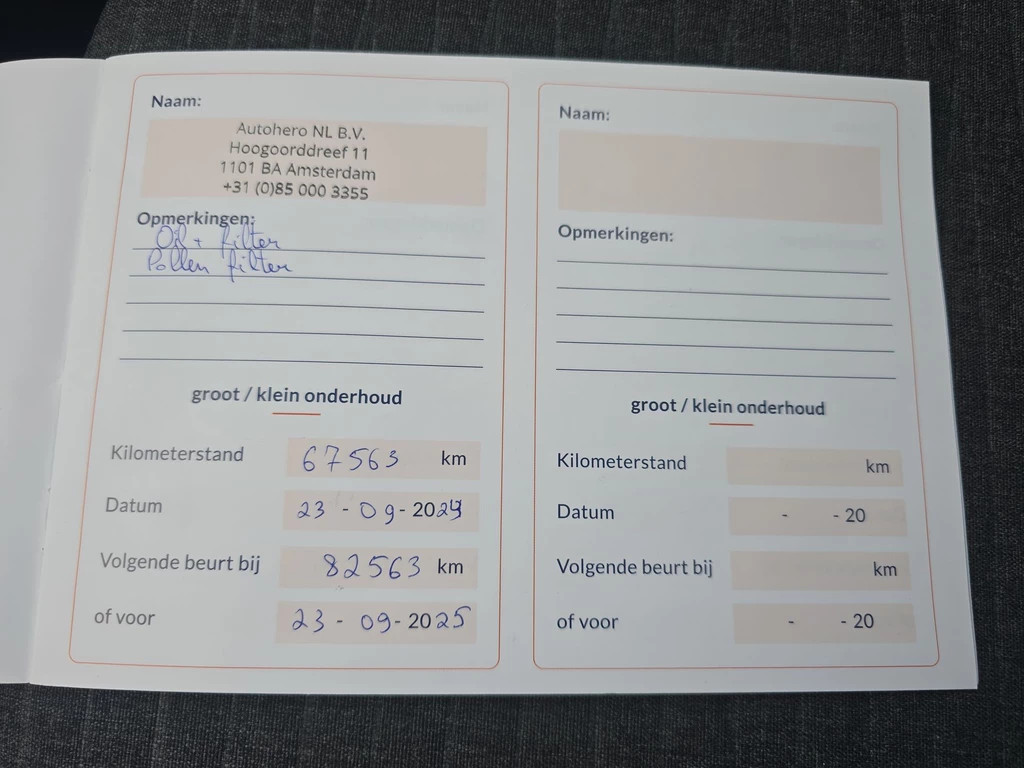 Naam:
Autohero NL B.V.
Hoogoorddreef 11
1101 BA Amsterdam
+31 (0)85 000 3355
Opmerkingen:
Oil + filter
Pollen filter
groot / klein onderhoud
Kilometerstand 67563 km
Datum 23 - 09 - 2024
Volgende beurt bij 82563 km
of voor 23 - 09 - 2025
Naam:
Opmerkingen:
groot / klein onderhoud
Kilometerstand km
Datum - - 20
Volgende beurt bij km
of voor - - 20